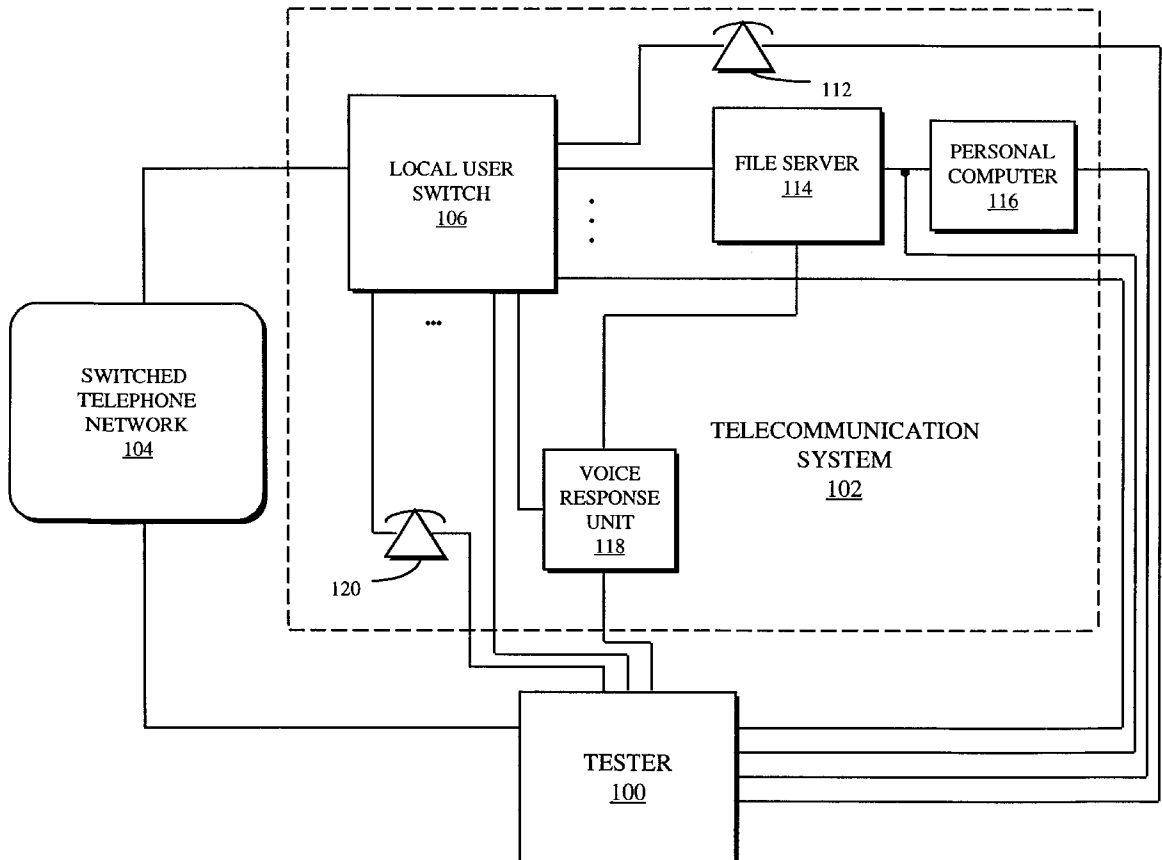 112
LOCAL USER
SWITCH
106
FILE SERVER
114
PERSONAL
COMPUTER
116
SWITCHED
TELEPHONE
NETWORK
104
TELECOMMUNICATION
SYSTEM
102
VOICE
RESPONSE
UNIT
118
120
TESTER
100